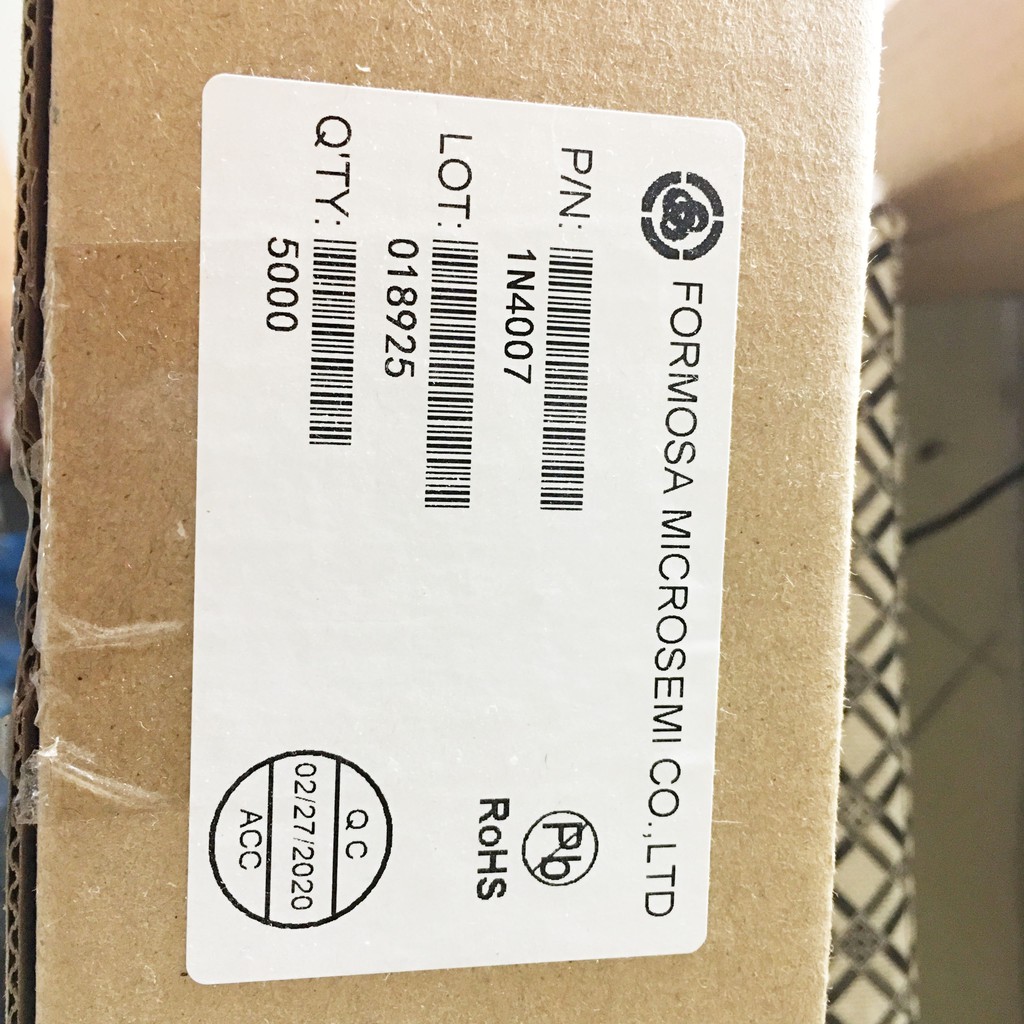 FORMOSA MICROSEMI CO.,LTD
P/N:
1N4007
Pb
LOT:
018925
RoHS
Q'TY:
5000
QC
02/27/2020
ACC